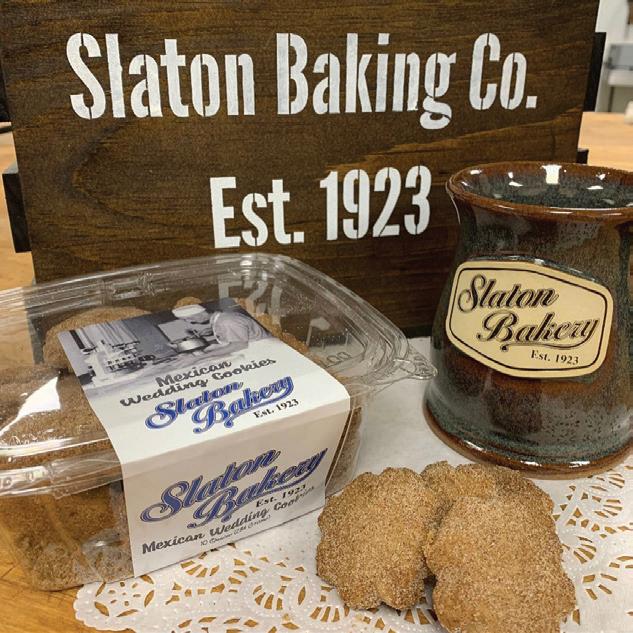 Slaton Baking Co.
Est. 1923
Slaton
Bakery
Est. 1923
Mexican
Wedding Cookies
Slaton
Bakery
Est. 1923
Slaton
Bakery
Est. 1923
Mexican Wedding Cookies